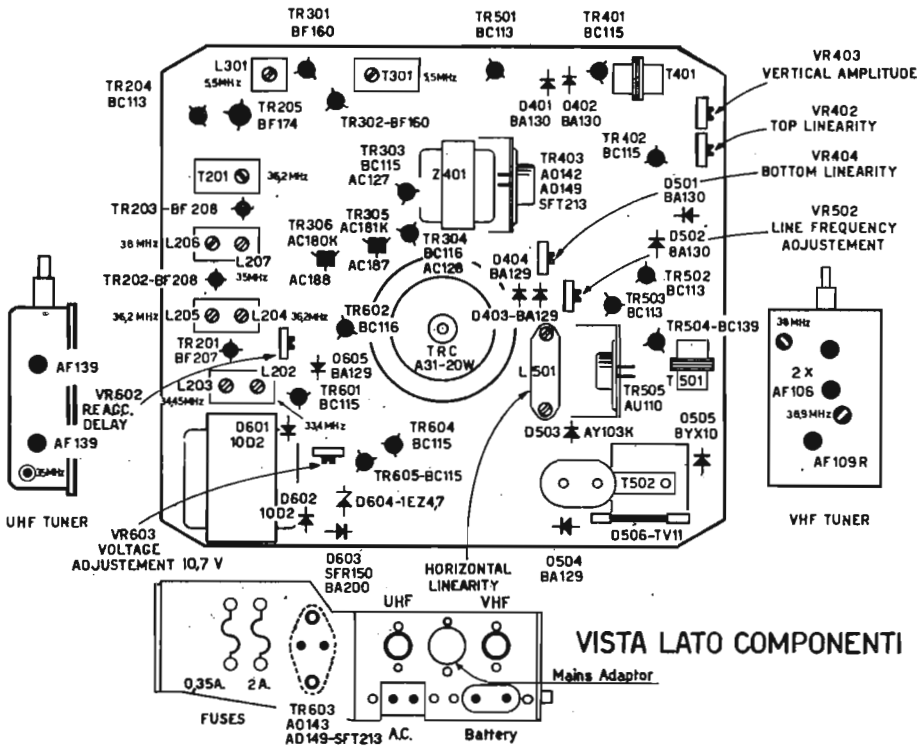 TR301
BF160
TR501
BC113
TR401
BC115
VR403
VERTICAL AMPLITUDE
L301
5,5MHz
T301
5,5MHz
T401
TR204
BC113
TR205
BF174
TR302-BF160
D401
BA130
D402
BA130
VR402
TOP LINEARITY
TR402
BC115
VR404
BOTTOM LINEARITY
TR303
BC115
AC127
Z401
TR403
AD142
AD149
SFT213
T201
36,2MHz
D501
BA130
TR203-BF208
VR502
LINE FREQUENCY
ADJUSTEMENT
TR306
AC180K
AC188
TR305
AC181K
AC187
TR304
BC116
AC128
38 MHz
L206
L207
35MHz
D502
BA130
D404
BA129
TR202-BF208
TR502
BC113
TR602
BC116
D403-BA129
TR503
BC113
36,2MHz
L205
L204
36,2MHz
TR504-BC139
38 MHz
TRC
A31-20W
L501
TR201
BF207
D605
BA129
AF139
L202
L203
34,45MHz
33,4MHz
T501
2 X
AF106
38,9MHz
VR602
REACC.
DELAY
TR601
BC115
TR505
AU110
D505
BYX10
AF139
D601
10D2
TR604
BC115
D503
AY103K
AF109R
35MHz
TR605-BC115
T502
UHF TUNER
D602
10D2
D604-1EZ4,7
VHF TUNER
VR603
VOLTAGE
ADJUSTEMENT 10,7 V
D506-TV11
D603
SFR150
BA200
HORIZONTAL
LINEARITY
D504
BA129
UHF
VHF
VISTA LATO COMPONENTI
Mains Adaptor
0,35A.
2A.
FUSES
TR603
AD143
AD149-SFT213
A.C.
Battery